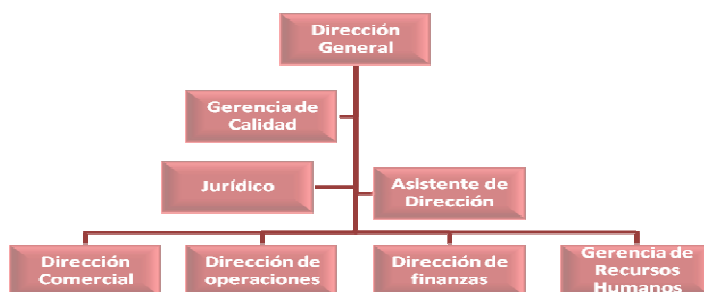 Dirección
General
Gerencia de
Calidad
Jurídico
Asistente de
Dirección
Dirección
Comercial
Dirección de
operaciones
Dirección de
finanzas
Gerencia de
Recursos
Humanos